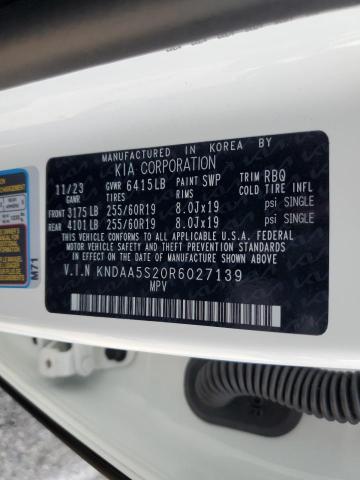 MANUFACTURED IN KOREA BY
KIA CORPORATION
11/23 GVWR 6415LB PAINT SWP TRIM RBQ
GAWR TIRES RIMS COLD TIRE INFL
FRONT 3175LB 255/60R19 8.0Jx19 psi SINGLE
REAR 4101LB 255/60R19 8.0Jx19 psi SINGLE
THIS VEHICLE CONFORMS TO ALL APPLICABLE U.S.A. FEDERAL
MOTOR VEHICLE SAFETY, BUMPER, AND THEFT PREVENTION
STANDARDS IN EFFECT ON THE DATE OF MANUFACTURE SHOWN ABOVE.
V.I.N KNDAA5S20R6027139
MPV
M71